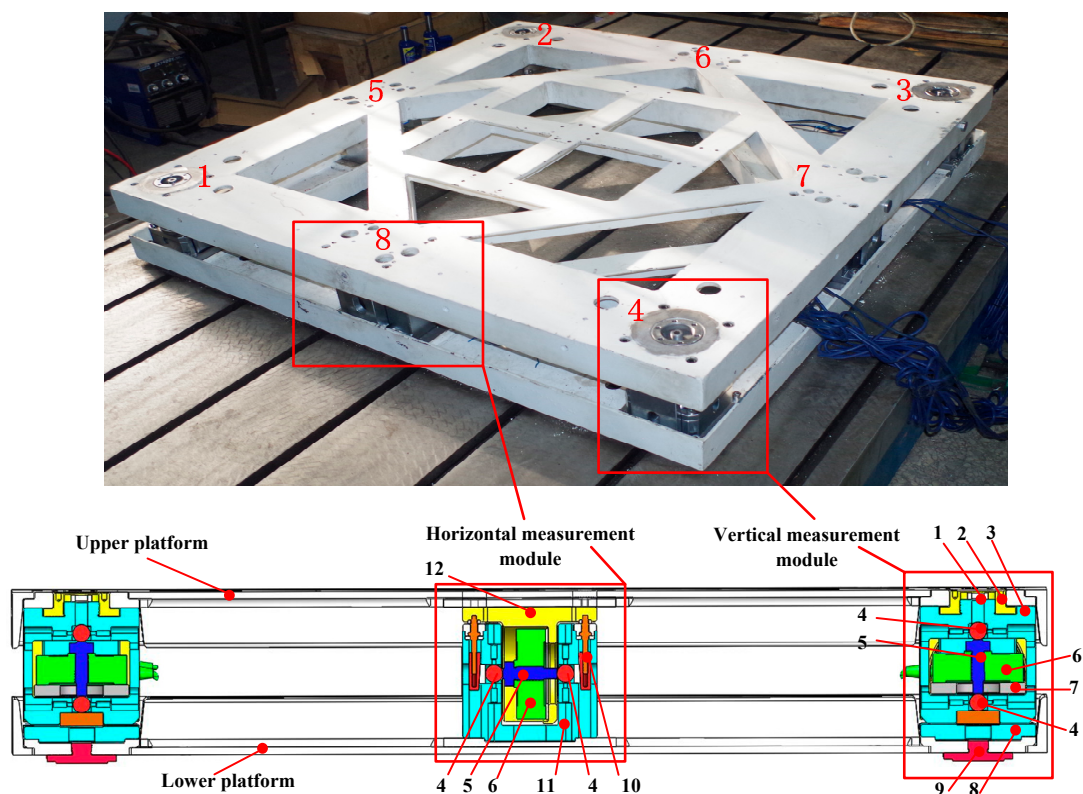 2
6
3
5
1
7
8
4
Horizontal measurement
module
Vertical measurement
module
Upper platform
12
1 2 3
4
5
6
7
4
Lower platform
4 5 6 11 4 10
9 8